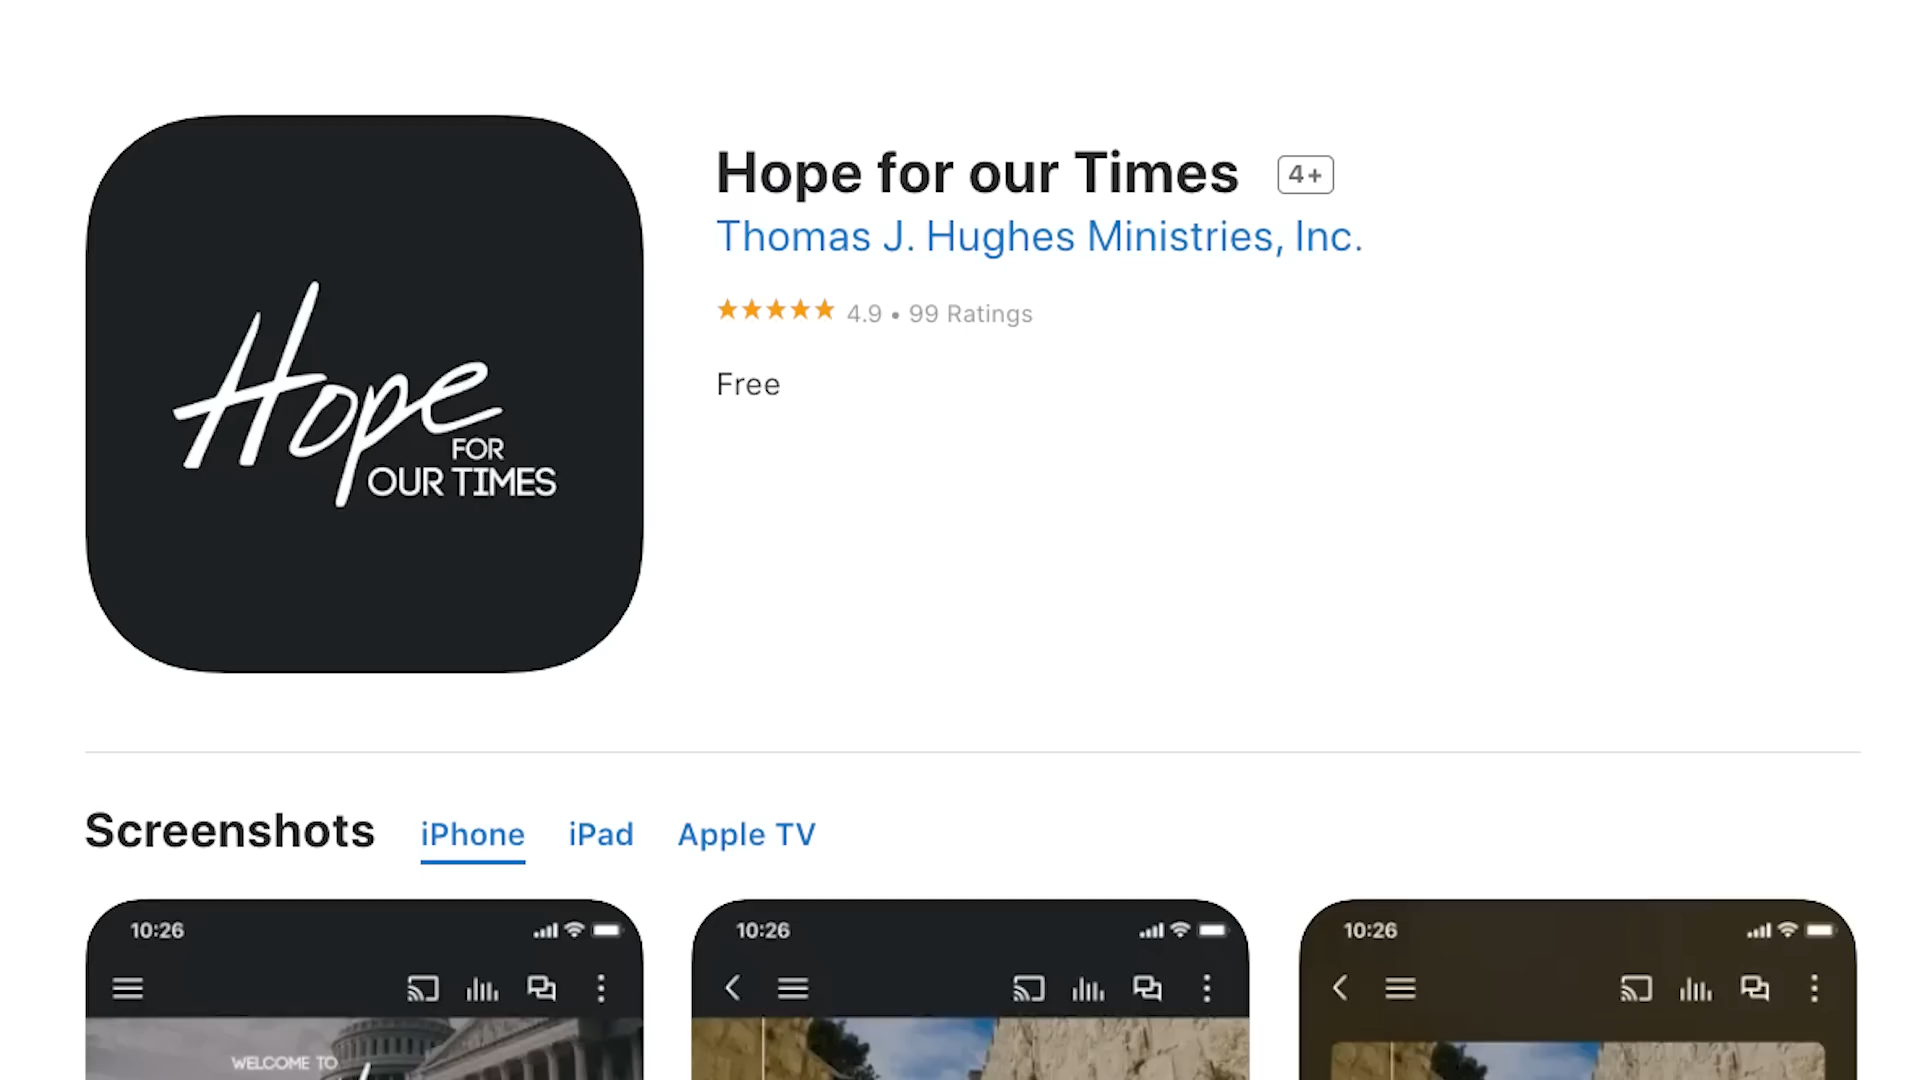 Hope
FOR
OUR TIMES
Hope for our Times 4+
Thomas J. Hughes Ministries, Inc.
4.9 • 99 Ratings
Free
Screenshots iPhone iPad Apple TV
10:26
10:26
10:26
WELCOME TO